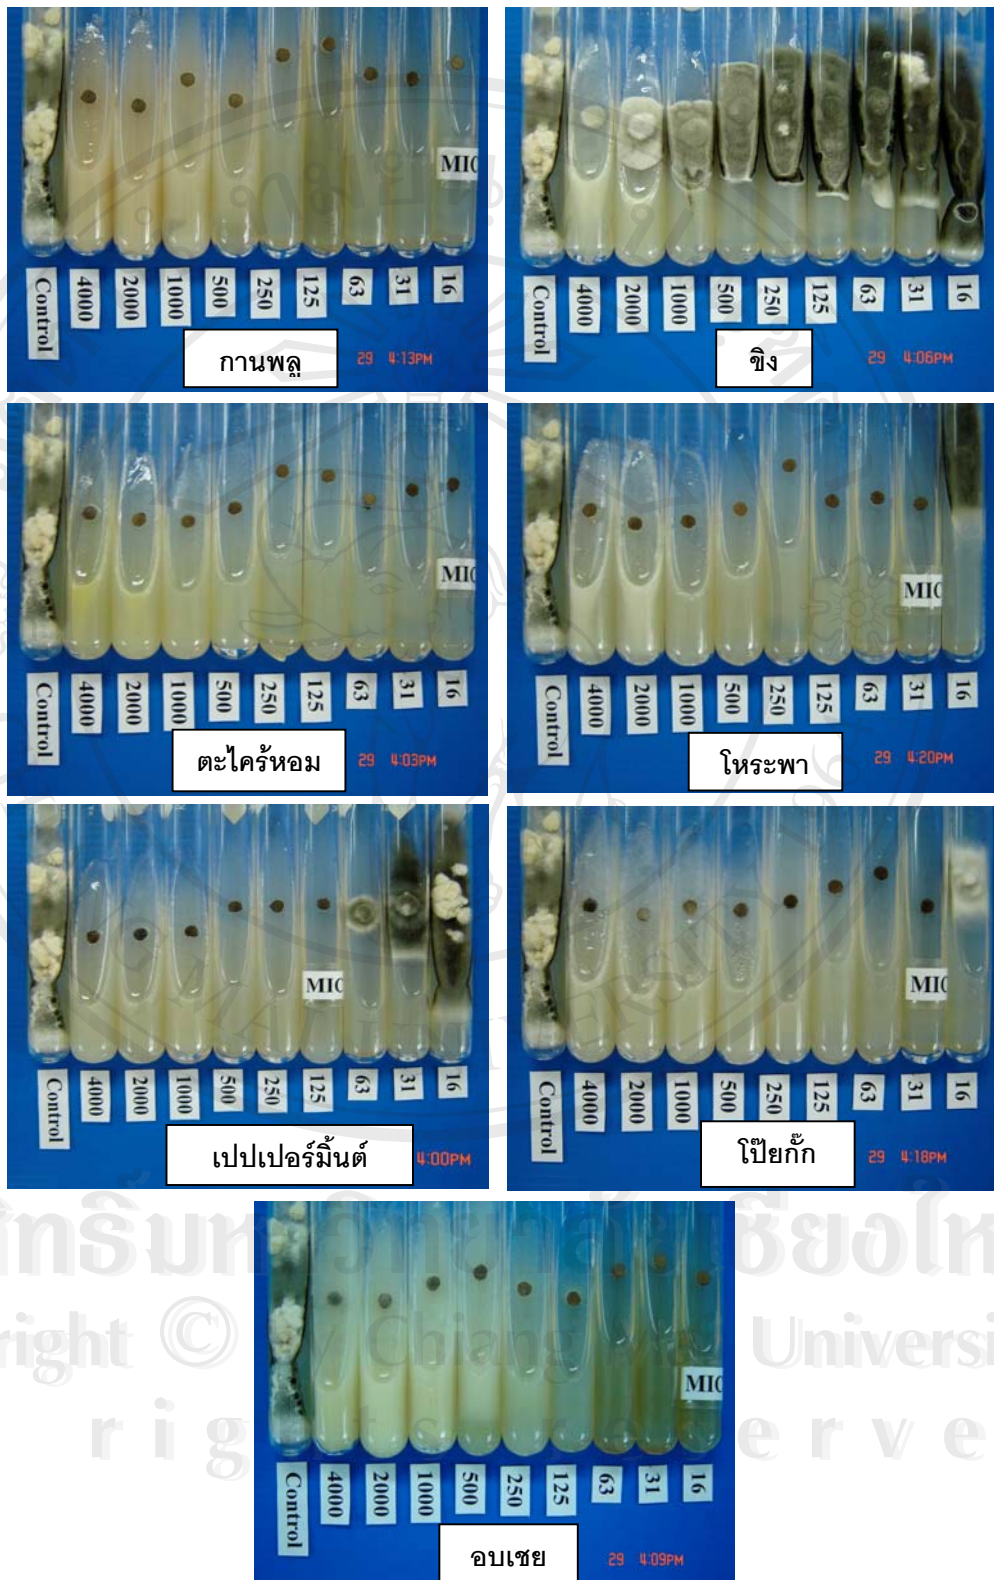 MIC
Control 4000 2000 1000 500 250 125 63 31 16
กานพลู
29 4:13PM
Control 4000 2000 1000 500 250 125 63 31 16
ขิง
29 4:06PM
MIC
Control 4000 2000 1000 500 250 125 63 31 16
ตะไคร้หอม
29 4:03PM
MIC
Control 4000 2000 1000 500 250 125 63 31 16
โหระพา
29 4:20PM
MIC
Control 4000 2000 1000 500 250 125 63 31 16
เปปเปอร์มิ้นต์
4:00PM
MIC
Control 4000 2000 1000 500 250 125 63 31 16
โป๊ยกั๊ก
29 4:18PM
MIC
Control 4000 2000 1000 500 250 125 63 31 16
อบเชย
29 4:09PM
right © by Chiang Mai Universi
rights reserve